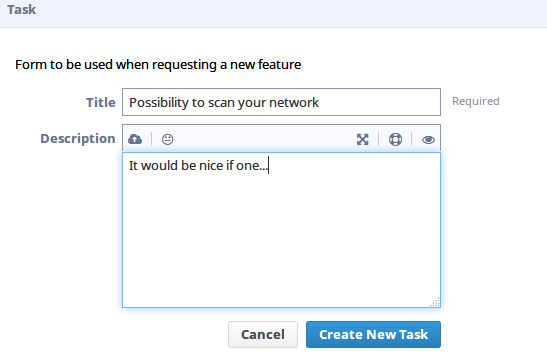 Task
Form to be used when requesting a new feature
Title Possibility to scan your network Required
Description
It would be nice if one...
Cancel Create New Task